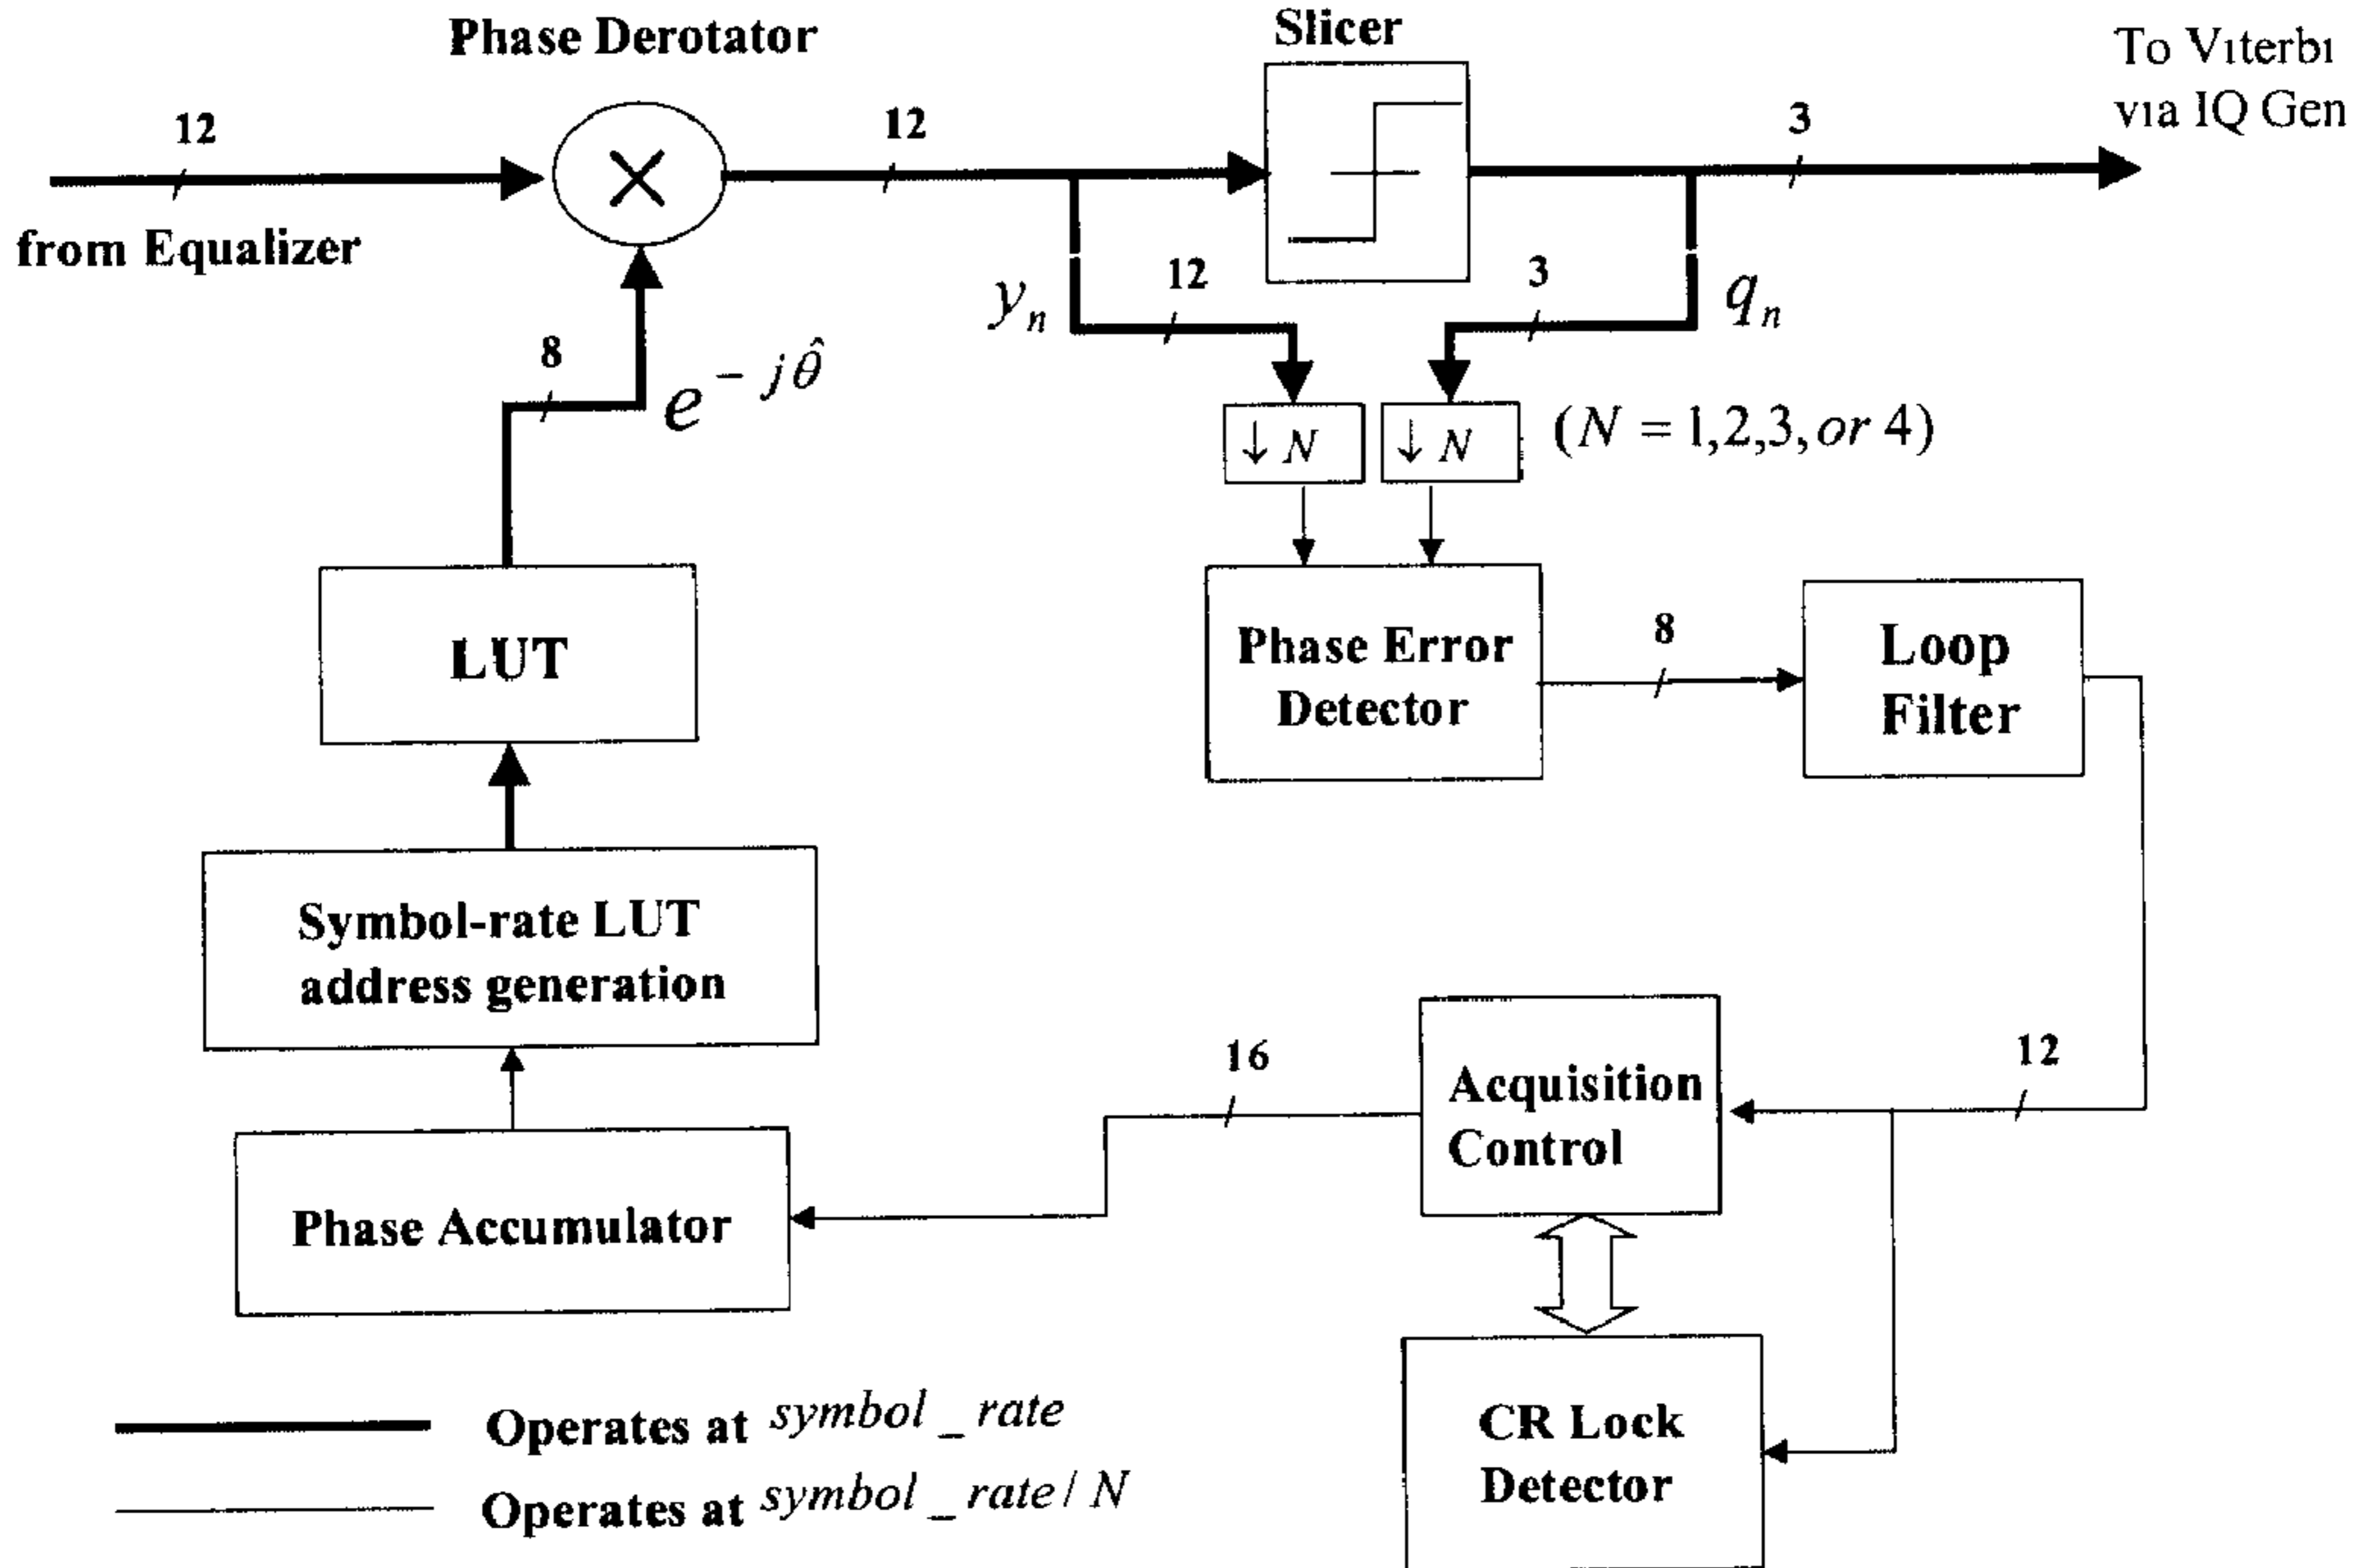 Phase Derotator
Slicer
To Viterbi
via IQ Gen
12
12
3
from Equalizer
y_n
12
3
q_n
8
e^{-jθ̂}
↓ N
↓ N
(N = 1,2,3, or 4)
LUT
Phase Error
Detector
8
Loop
Filter
Symbol-rate LUT
address generation
16
Acquisition
Control
12
Phase Accumulator
CR Lock
Detector
Operates at symbol_rate
Operates at symbol_rate/N